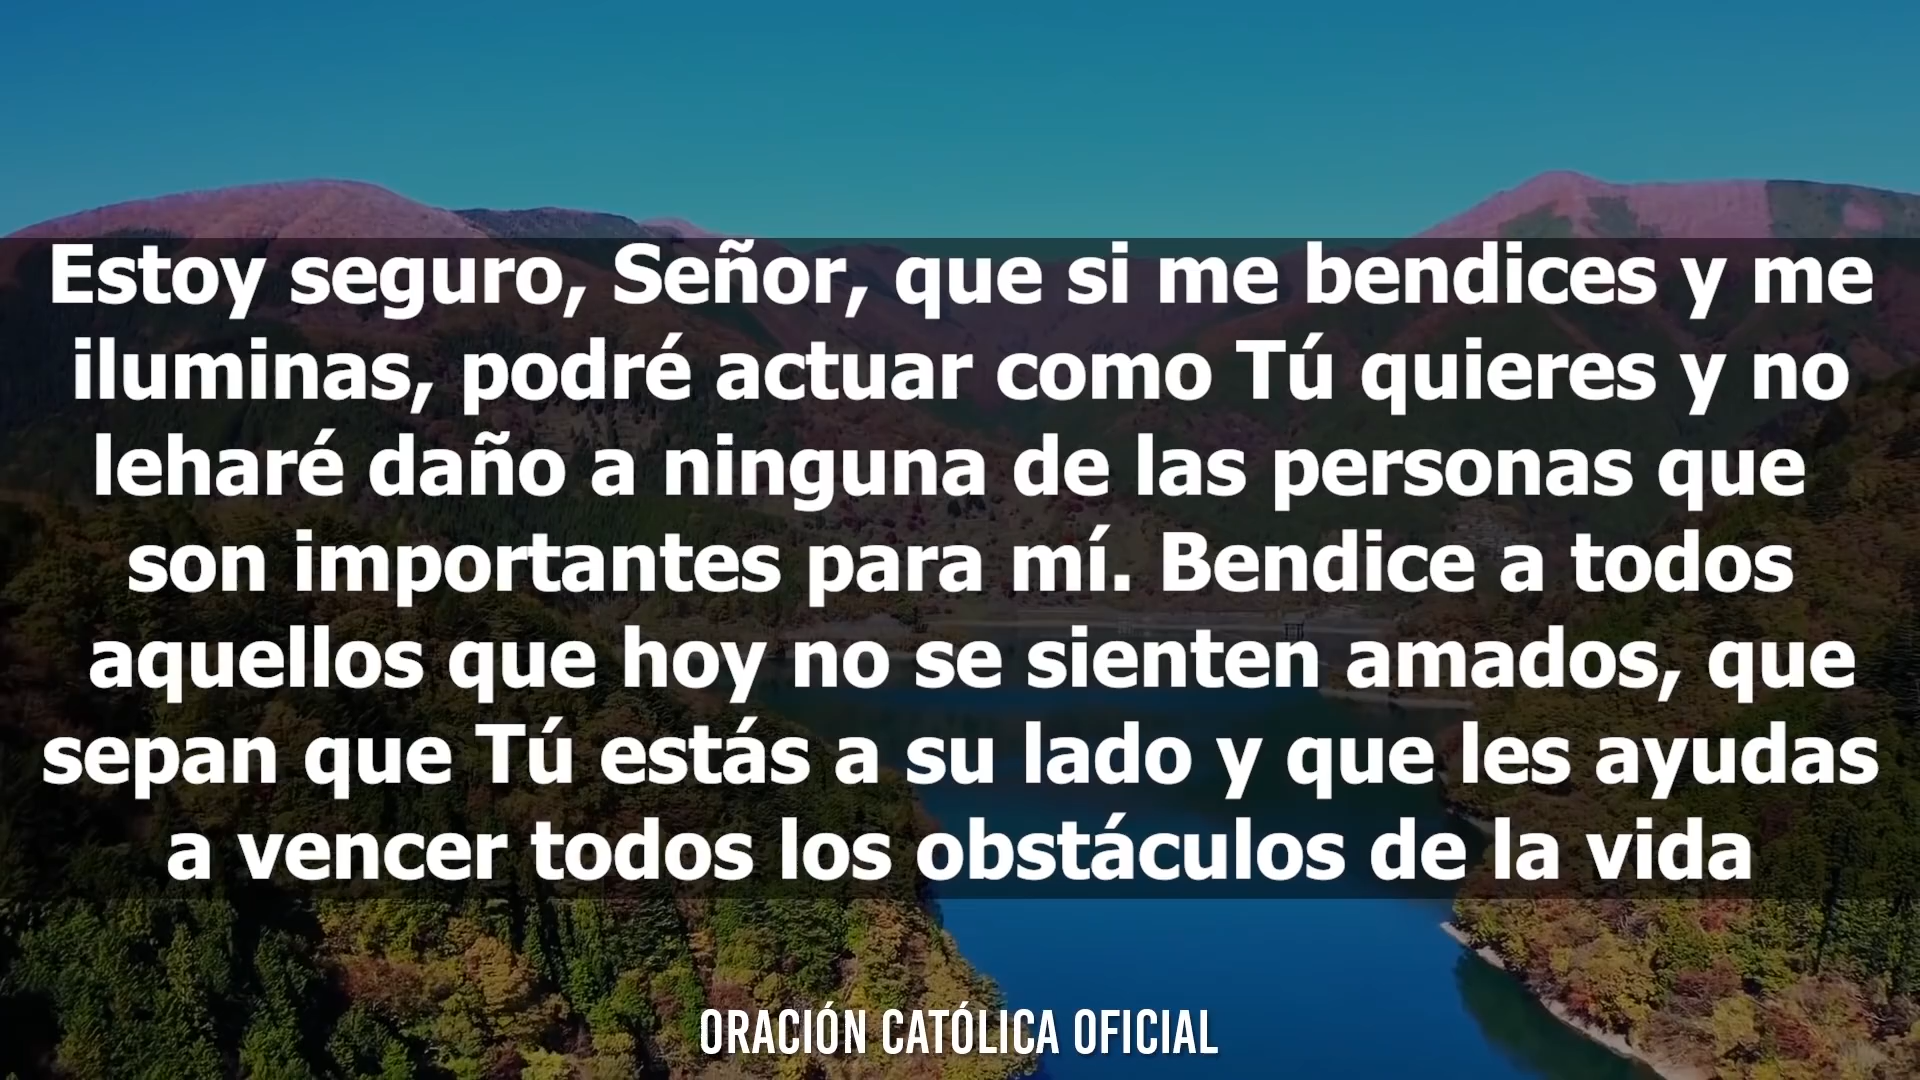 Estoy seguro, Señor, que si me bendices y me
iluminas, podré actuar como Tú quieres y no
leharé daño a ninguna de las personas que
son importantes para mí. Bendice a todos
aquellos que hoy no se sienten amados, que
sepan que Tú estás a su lado y que les ayudas
a vencer todos los obstáculos de la vida
ORACIÓN CATÓLICA OFICIAL